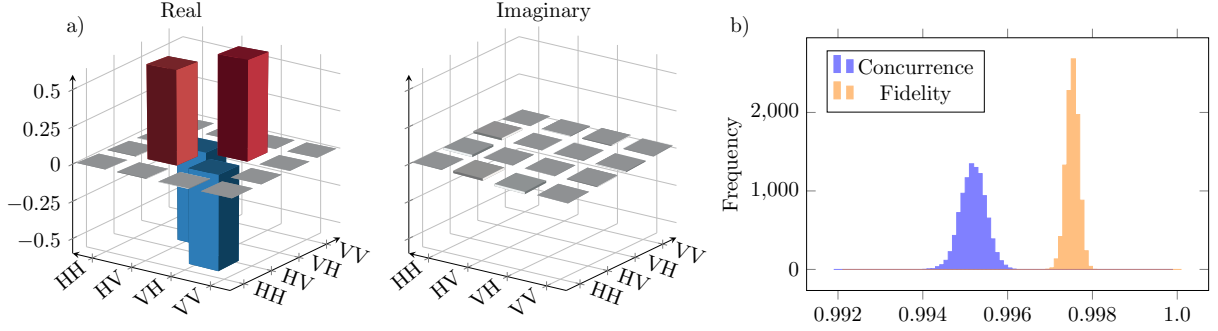 a)
Real
0.5
0.25
0
−0.25
−0.5
HH
HV
VH
VV
HH
HV
VH
VV
Imaginary
HH
HV
VH
VV
HH
HV
VH
VV
b)
Concurrence
Fidelity
Frequency
2,000
1,000
0
0.992
0.994
0.996
0.998
1.0